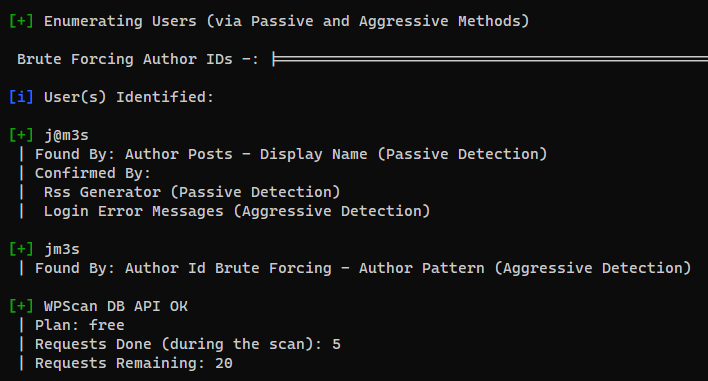 [+] Enumerating Users (via Passive and Aggressive Methods)
Brute Forcing Author IDs -: |==================================================
[i] User(s) Identified:
[+] j@m3s
| Found By: Author Posts - Display Name (Passive Detection)
| Confirmed By:
|  Rss Generator (Passive Detection)
|  Login Error Messages (Aggressive Detection)
[+] jm3s
| Found By: Author Id Brute Forcing - Author Pattern (Aggressive Detection)
[+] WPScan DB API OK
| Plan: free
| Requests Done (during the scan): 5
| Requests Remaining: 20